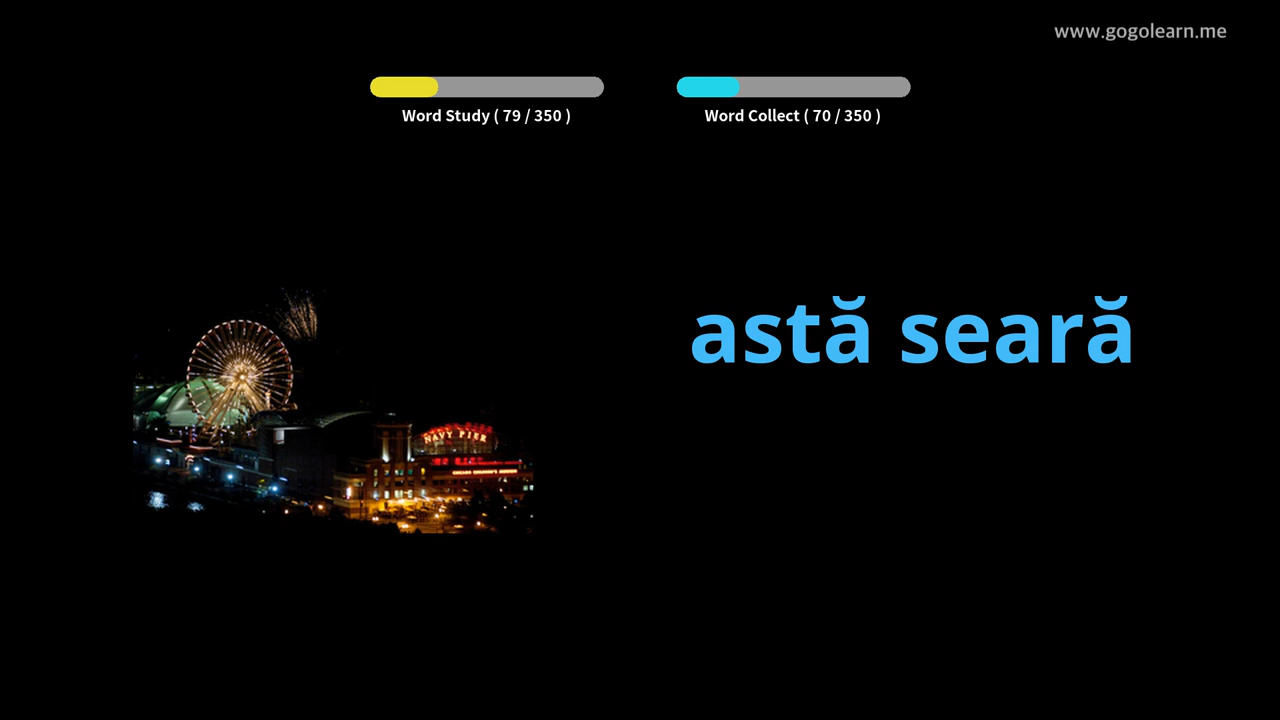 www.gogolearn.me
Word Study ( 79 / 350 )
Word Collect ( 70 / 350 )
astă seară
NAVY PIER